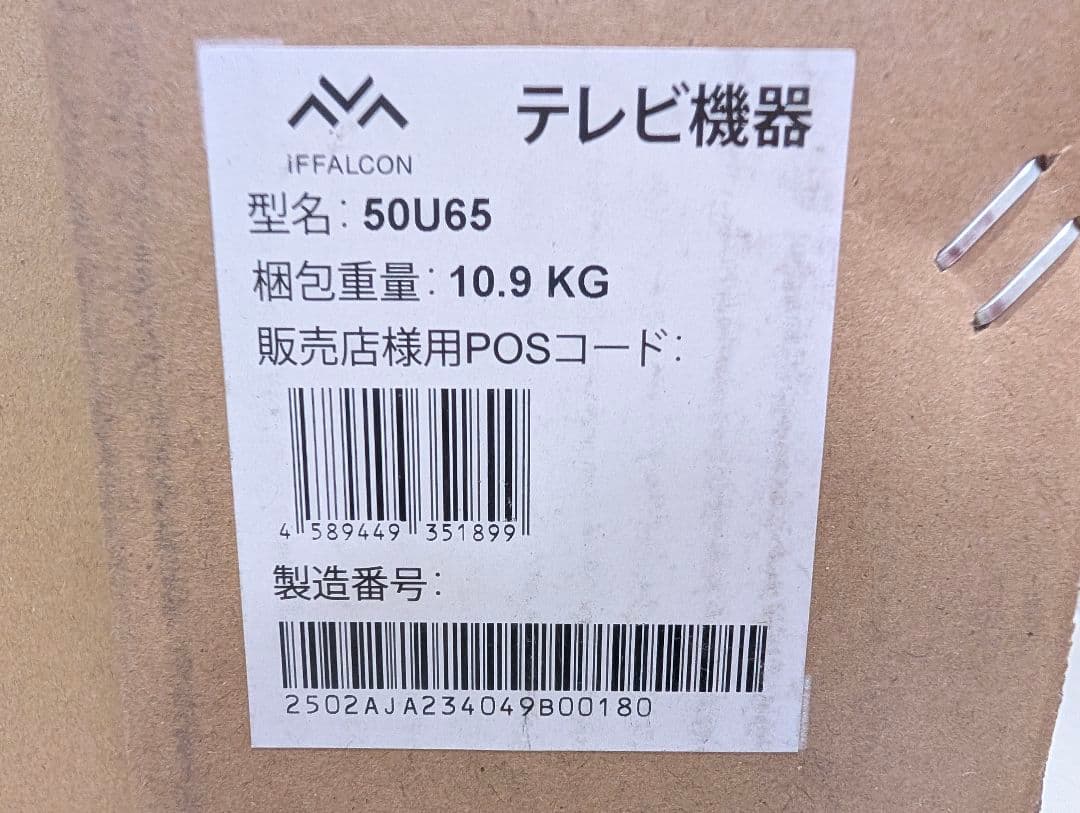 iFFALCON
テレビ機器
型名: 50U65
梱包重量: 10.9 KG
販売店様用POSコード:
4 589449 351899
製造番号:
2502AJA234049B00180